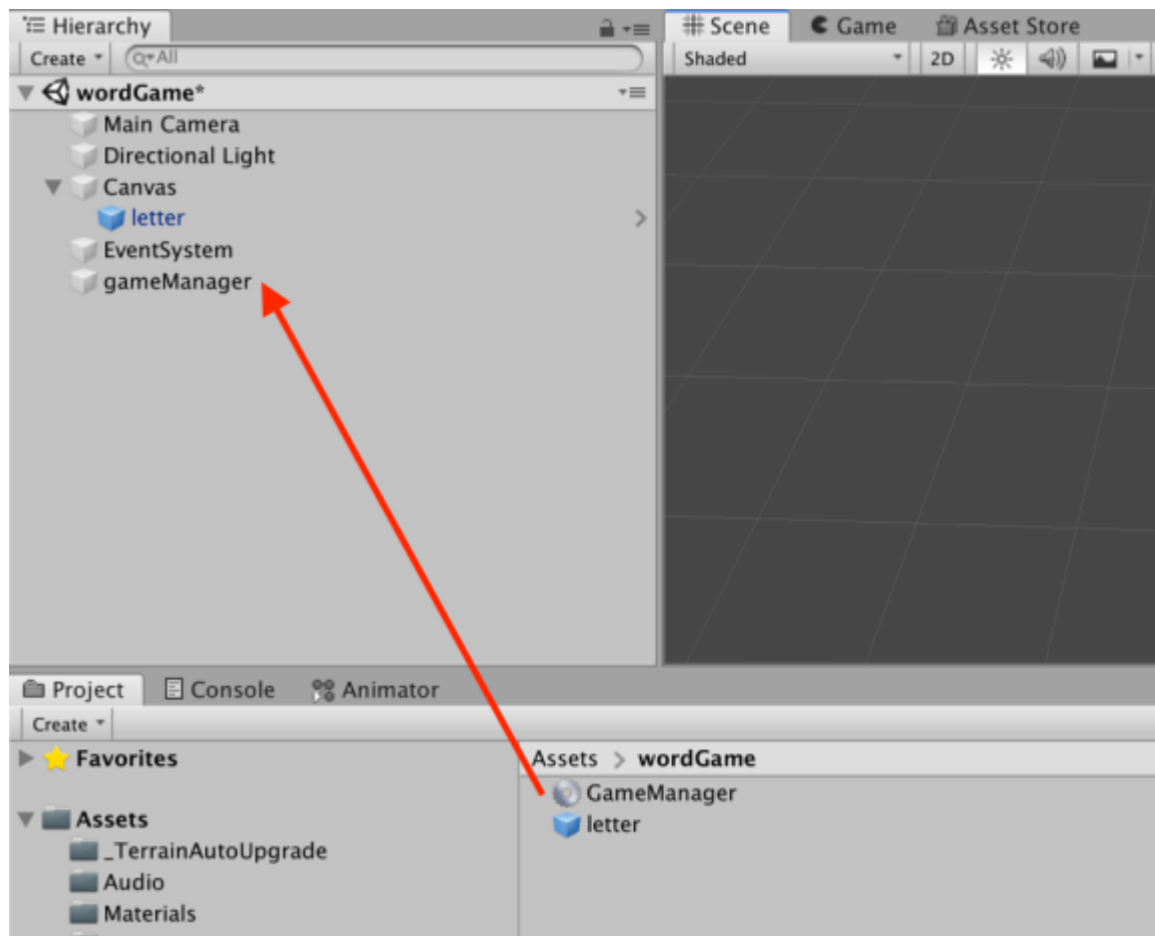 Hierarchy
Create All
wordGame*
Main Camera
Directional Light
Canvas
letter
EventSystem
gameManager
Scene Game Asset Store
Shaded 2D
Project Console Animator
Create
Favorites
Assets
_TerrainAutoUpgrade
Audio
Materials
Assets > wordGame
GameManager
letter